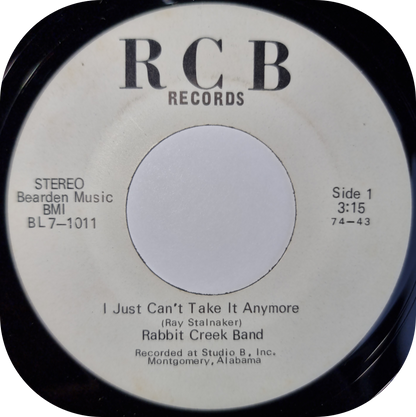 R C B
RECORDS
STEREO
Bearden Music
BMI
BL7-1011
Side 1
3:15
74-43
I Just Can't Take It Anymore
(Ray Stalnaker)
Rabbit Creek Band
Recorded at Studio B, Inc.
Montgomery, Alabama